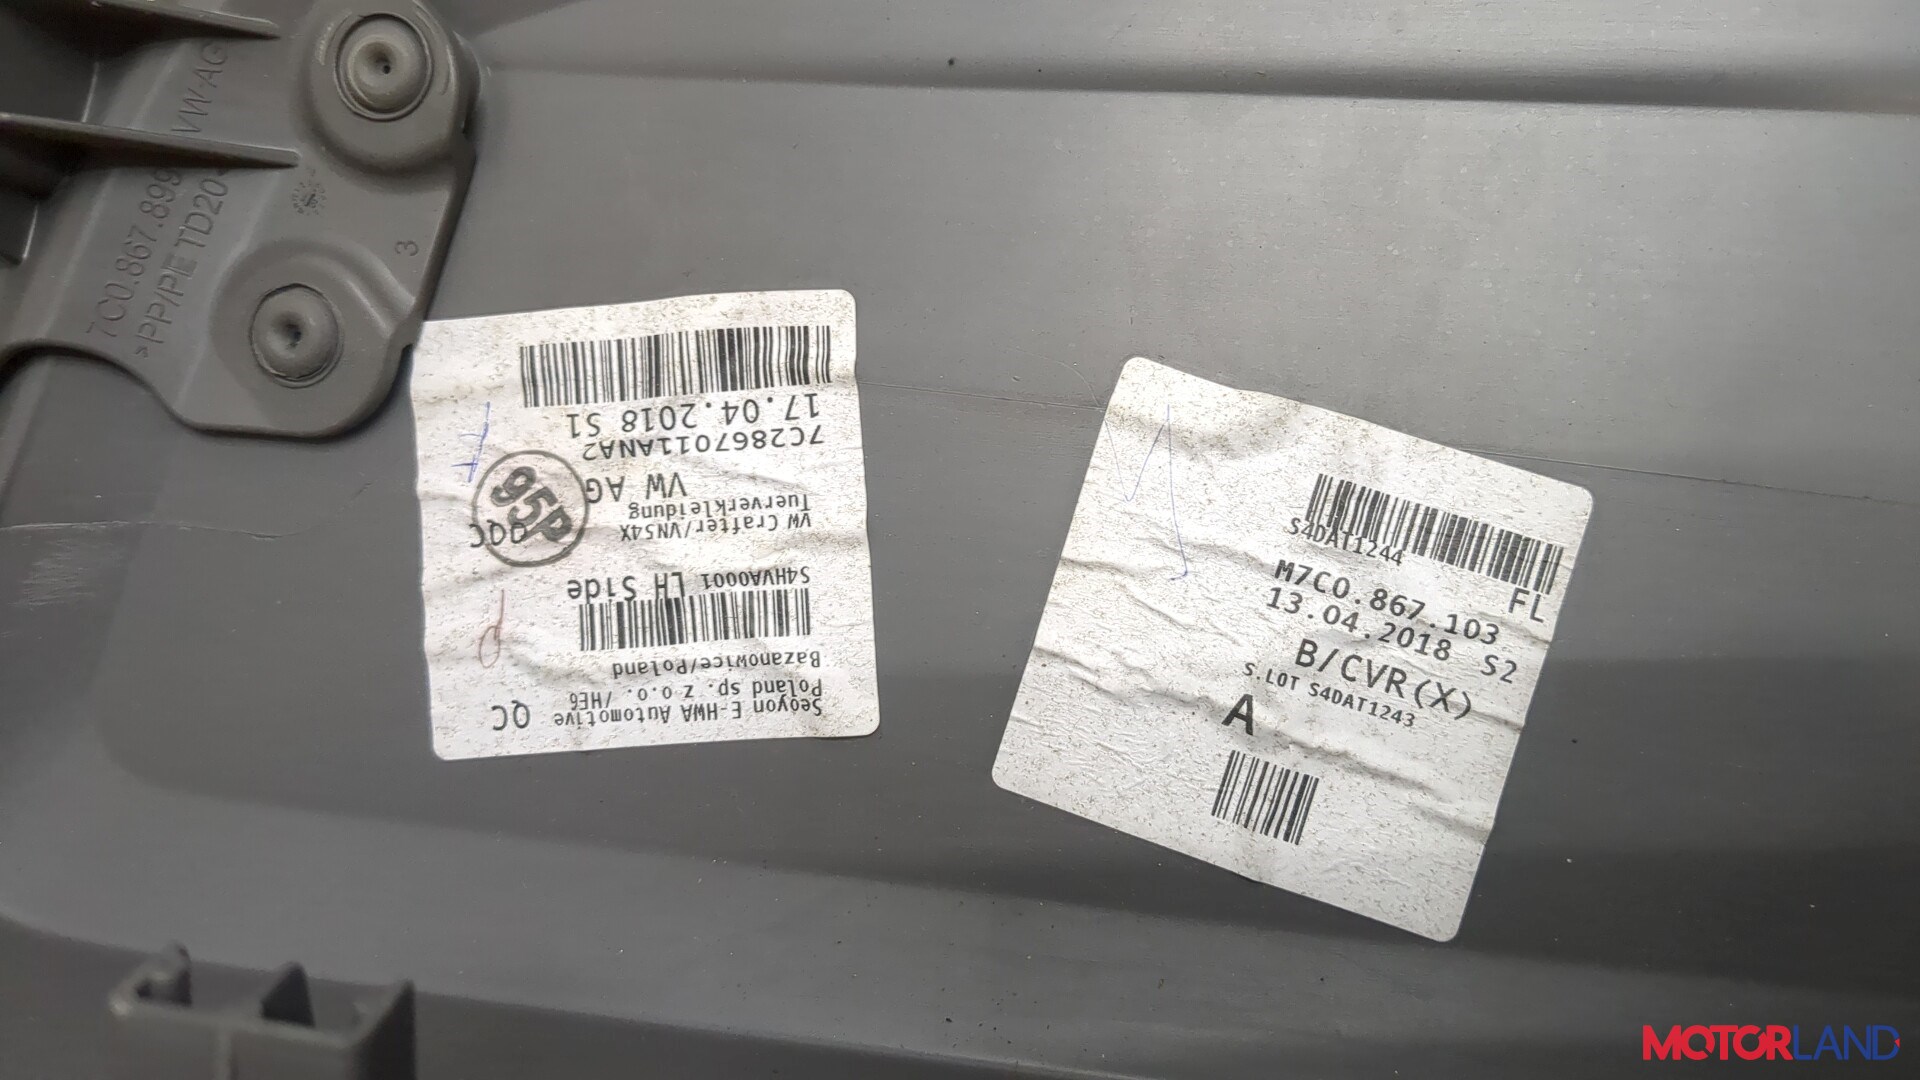 7C0.867.899 VW AG
>PP/PE TD20<
3
Seoyon E-HWA Automotive
Poland sp. z o.o. /HE6
QC
Bazanowice/Poland
S4HVA0001 LH Side
VW Crafter/VN54X
Tuerverkleidung
QQC
95P
VW AG
7C2867011ANA2
17.04.2018 S1
S4DAT1244
FL
M7C0.867.103
13.04.2018 S2
B/CVR(X)
S.LOT S4DAT1243
A
MOTORLAND